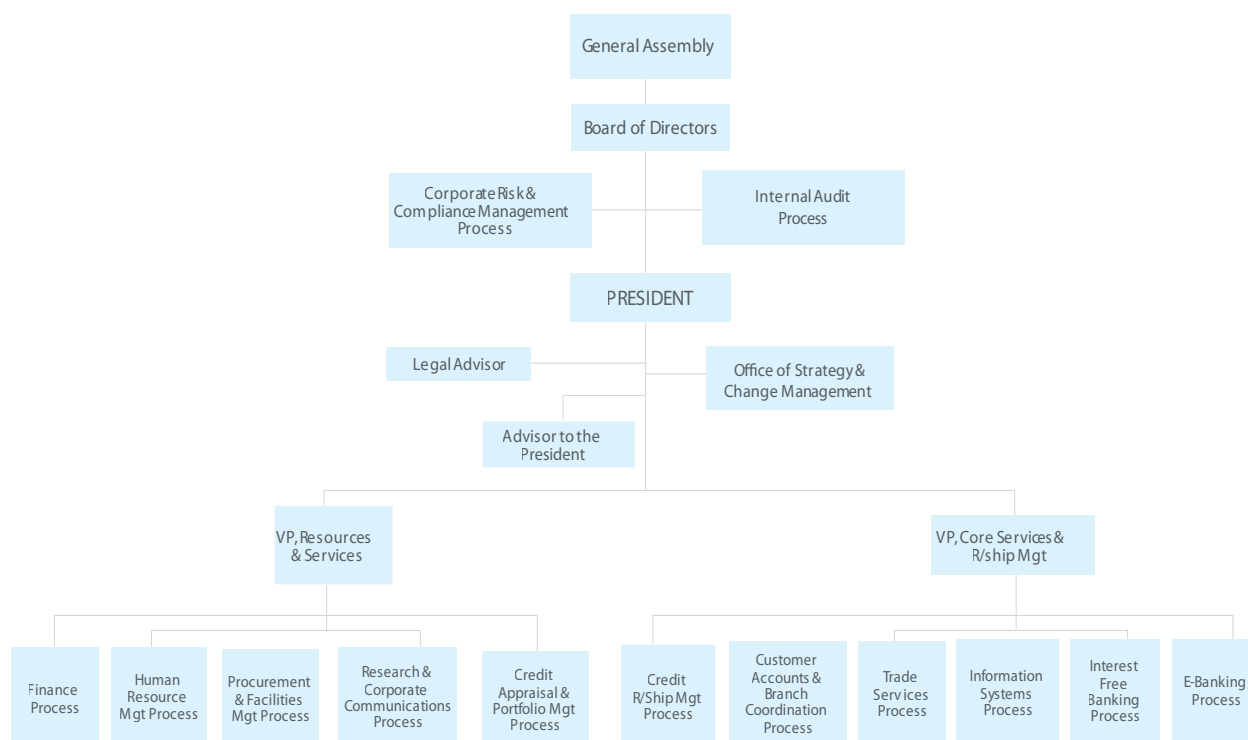 General Assembly
Board of Directors
Corporate Risk &
Compliance Management
Process
Internal Audit
Process
PRESIDENT
Legal Advisor
Office of Strategy &
Change Management
Advisor to the
President
VP, Resources
& Services
VP, Core Services &
R/ship Mgt
Finance
Process
Human
Resource
Mgt Process
Procurement
& Facilities
Mgt Process
Research &
Corporate
Communications
Process
Credit
Appraisal &
Portfolio Mgt
Process
Credit
R/Ship Mgt
Process
Customer
Accounts &
Branch
Coordination
Process
Trade
Services
Process
Information
Systems
Process
Interest
Free
Banking
Process
E-Banking
Process